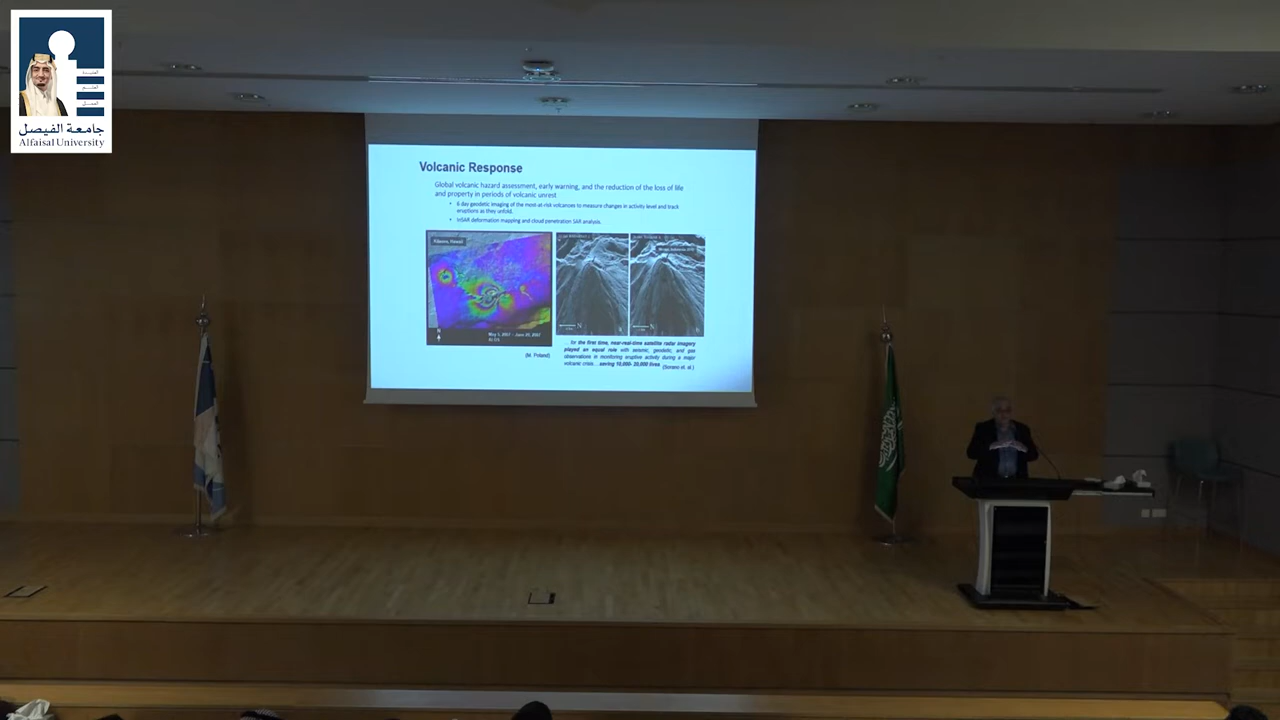 العقيدة
العلم
العمل
جامعة الفيصل
Alfaisal University
Volcanic Response
Global volcanic hazard assessment, early warning, and the reduction of the loss of life
and property in periods of volcanic unrest
• 6 day geodetic imaging of the most-at-risk volcanoes to measure changes in activity level and track
eruptions as they unfold.
• InSAR deformation mapping and cloud penetration SAR analysis.
Kilauea, Hawaii
N
(M. Poland)
... for the first time, near-real-time satellite radar imagery
played an equal role with seismic, geodetic, and gas
observations in monitoring eruptive activity during a major
volcanic crisis... saving 10,000- 20,000 lives